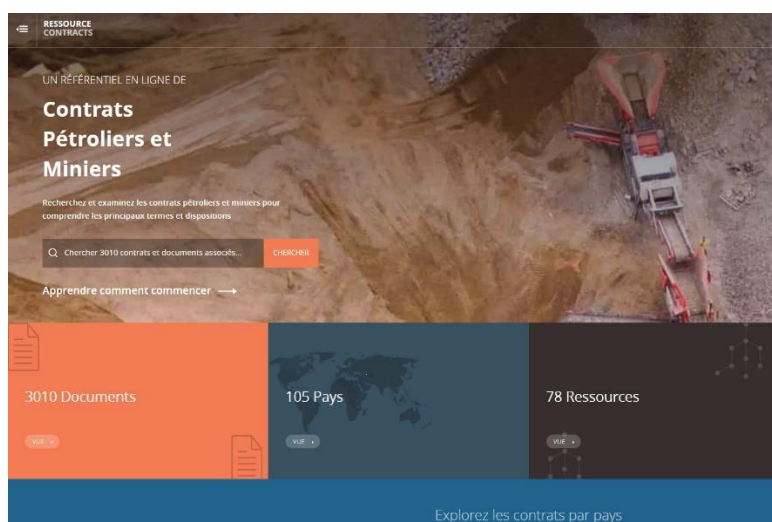 RESSOURCE
CONTRACTS
UN RÉFÉRENTIEL EN LIGNE DE
Contrats
Pétroliers et
Miniers
Recherchez et examinez les contrats pétroliers et miniers pour
comprendre les principaux termes et dispositions
Chercher 3010 contrats et documents associés...
CHERCHER
Apprendre comment commencer
3010 Documents
105 Pays
78 Ressources
VUE
VUE
VUE
Explorez les contrats par pays